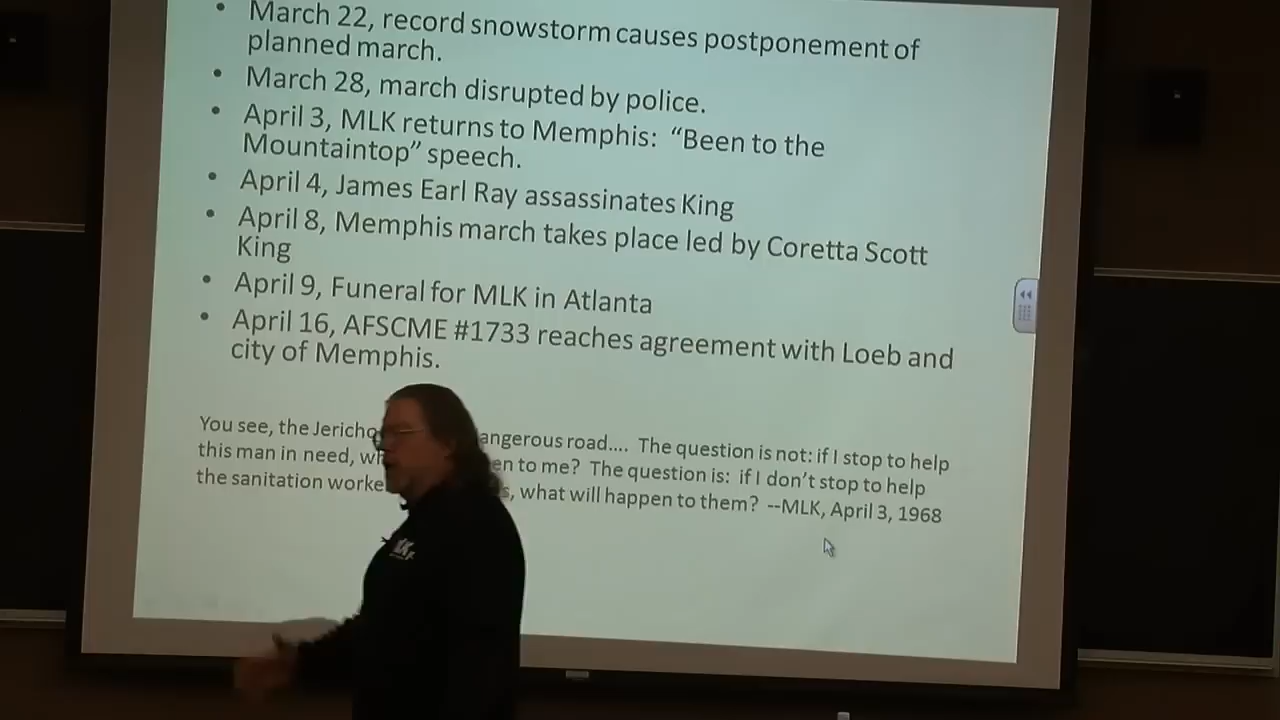 • March 22, record snowstorm causes postponement of
planned march.
• March 28, march disrupted by police.
• April 3, MLK returns to Memphis: “Been to the
Mountaintop” speech.
• April 4, James Earl Ray assassinates King
• April 8, Memphis march takes place led by Coretta Scott
King
• April 9, Funeral for MLK in Atlanta
• April 16, AFSCME #1733 reaches agreement with Loeb and
city of Memphis.
You see, the Jericho angerous road…. The question is not: if I stop to help
this man in need, en to me? The question is: if I don’t stop to help
the sanitation worke s, what will happen to them? --MLK, April 3, 1968